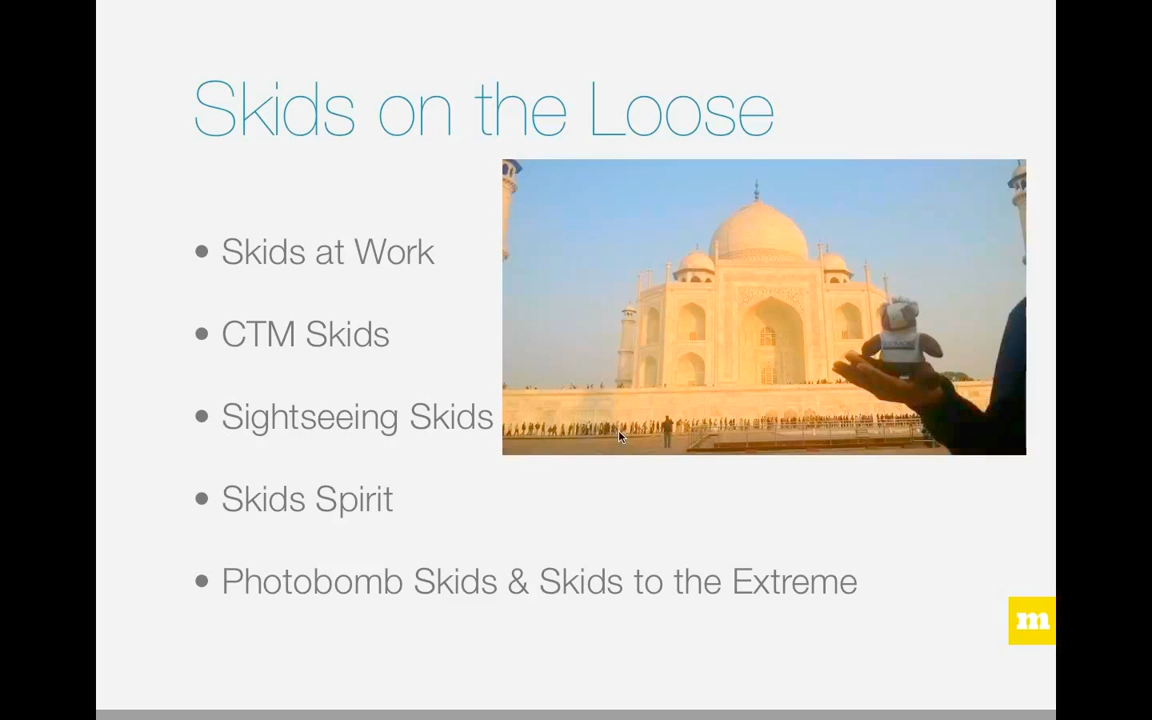 Skids on the Loose
• Skids at Work
• CTM Skids
• Sightseeing Skids
• Skids Spirit
• Photobomb Skids & Skids to the Extreme
m